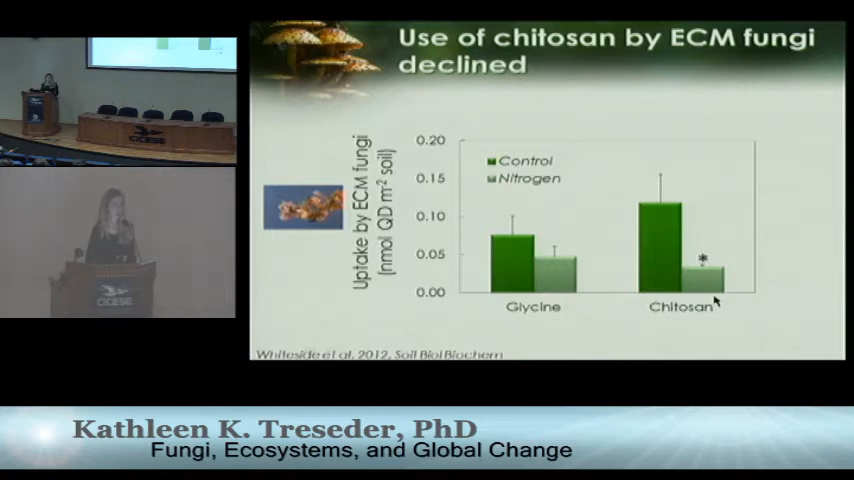 Use of chitosan by ECM fungi
declined
Uptake by ECM fungi
(nmol QD m-2 soil)
0.20
0.15
0.10
0.05
0.00
Control
Nitrogen
*
Glycine
Chitosan
Whiteside et al. 2012, Soil Biol Biochem
CICESE
CICESE
Kathleen K. Treseder, PhD
Fungi, Ecosystems, and Global Change